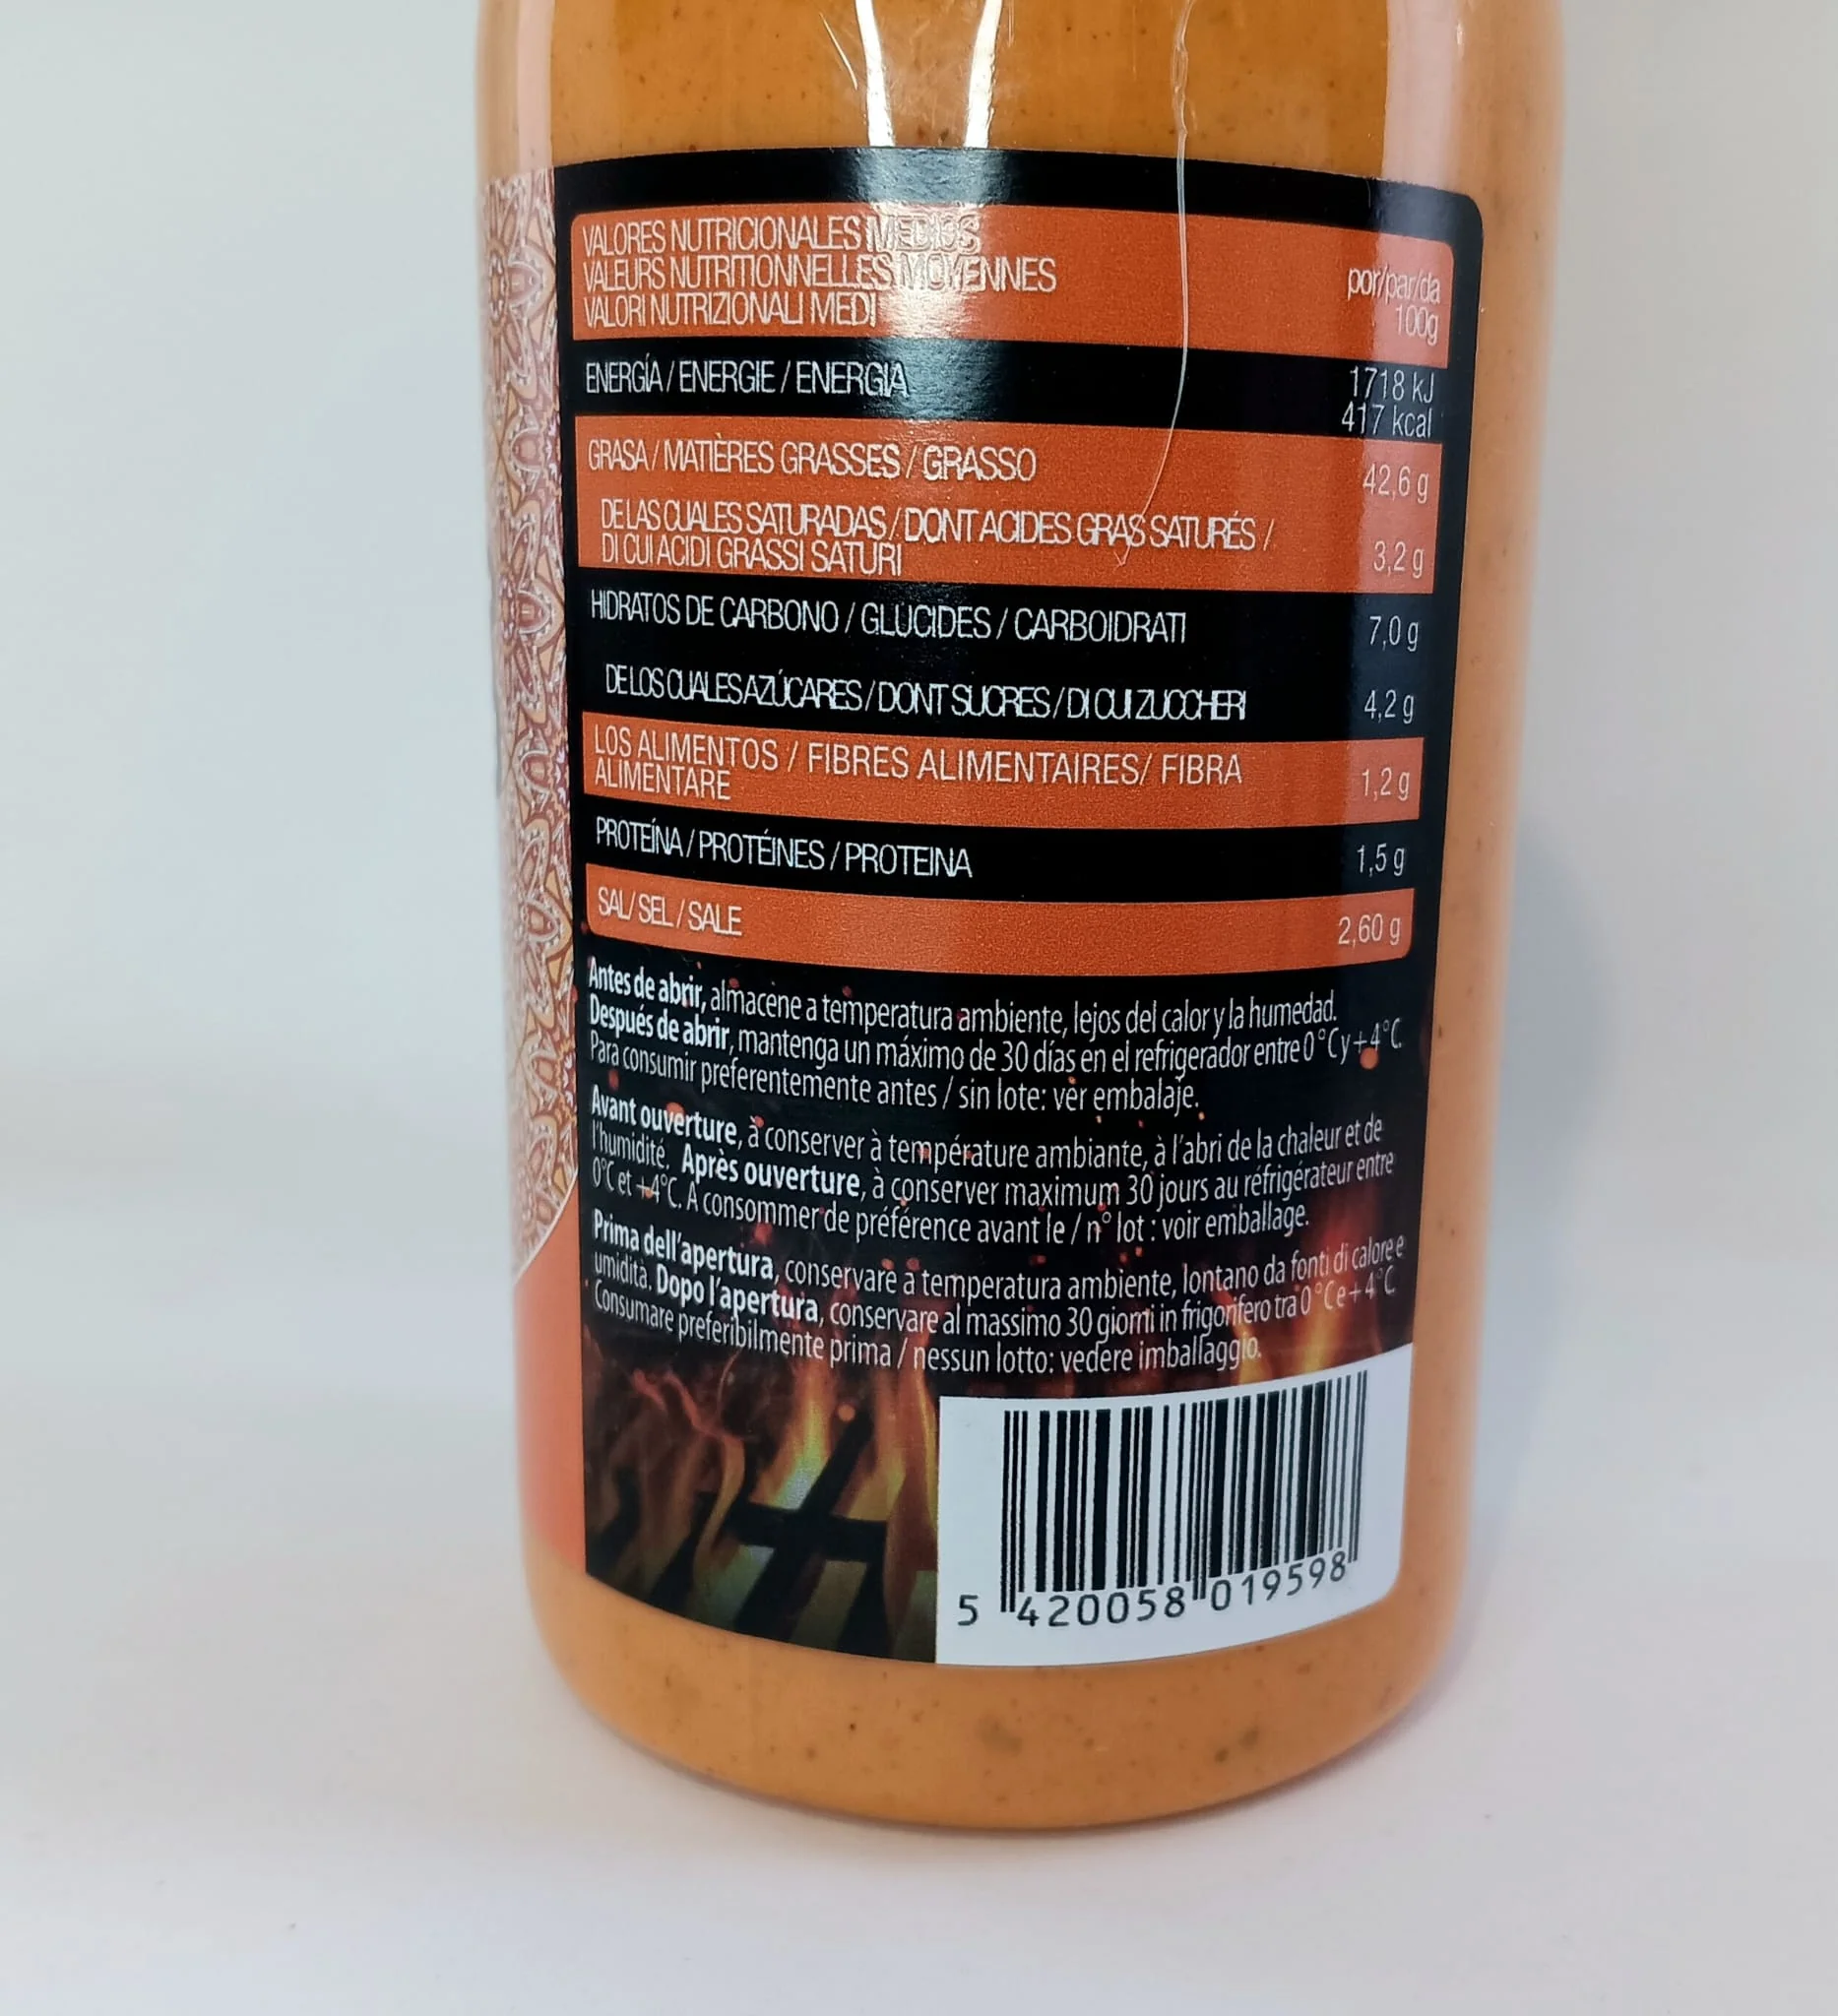 VALORES NUTRICIONALES MEDIOS
VALEURS NUTRITIONNELLES MOYENNES
VALORI NUTRIZIONALI MEDI
por/par/da
100g
ENERGÍA / ENERGIE / ENERGIA
1718 kJ
417 kcal
GRASA / MATIÈRES GRASSES / GRASSO
42,6 g
DE LAS CUALES SATURADAS / DONT ACIDES GRAS SATURÉS /
DI CUI ACIDI GRASSI SATURI
3,2 g
HIDRATOS DE CARBONO / GLUCIDES / CARBOIDRATI
7,0 g
DE LOS CUALES AZÚCARES / DONT SUCRES / DI CUI ZUCCHERI
4,2 g
LOS ALIMENTOS / FIBRES ALIMENTAIRES/ FIBRA
ALIMENTARE
1,2 g
PROTEÍNA / PROTÉINES / PROTEINA
1,5 g
SAL/ SEL / SALE
2,60 g
Antes de abrir, almacene a temperatura ambiente, lejos del calor y la humedad.
Después de abrir, mantenga un máximo de 30 días en el refrigerador entre 0°C y +4°C.
Para consumir preferentemente antes / sin lote: ver embalaje.
Avant ouverture, à conserver à température ambiante, à l'abri de la chaleur et de
l'humidité. Après ouverture, à conserver maximum 30 jours au réfrigérateur entre
0°C et +4°C. A consommer de préférence avant le / n° lot : voir emballage.
Prima dell'apertura, conservare a temperatura ambiente, lontano da fonti di calore e
umidità. Dopo l'apertura, conservare al massimo 30 giorni in frigorifero tra 0°C e +4°C.
Consumare preferibilmente prima / nessun lotto: vedere imballaggio.
5 420058 019598